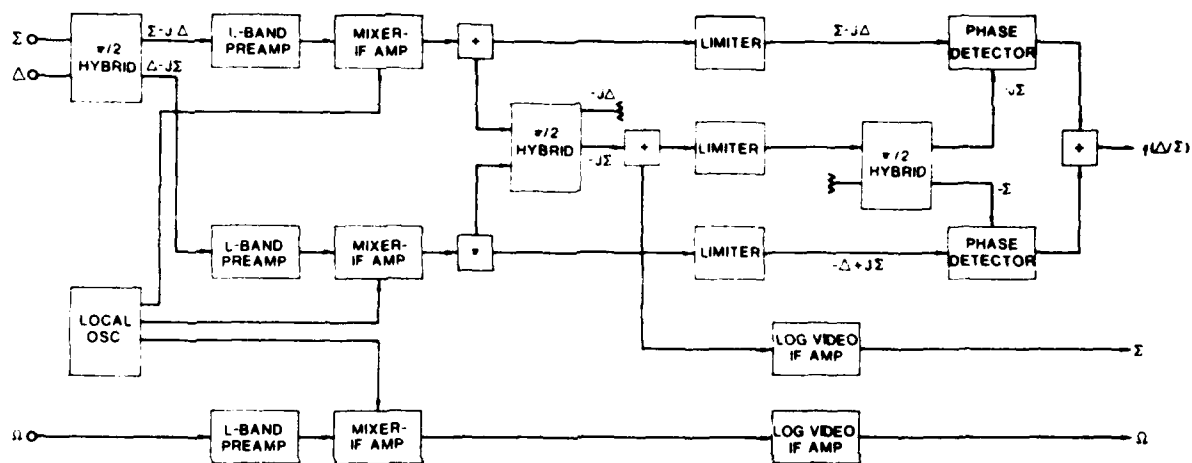 Σ
Δ
π/2
HYBRID
Σ-JΔ
Δ-JΣ
L-BAND
PREAMP
MIXER-
IF AMP
+
LIMITER
Σ-JΔ
PHASE
DETECTOR
-JΣ
π/2
HYBRID
-JΔ
-JΣ
+
LIMITER
π/2
HYBRID
-Σ
+
f(Δ/Σ)
L-BAND
PREAMP
MIXER-
IF AMP
LIMITER
-Δ+JΣ
PHASE
DETECTOR
LOCAL
OSC
LOG VIDEO
IF AMP
Σ
Ω
L-BAND
PREAMP
MIXER-
IF AMP
LOG VIDEO
IF AMP
Ω